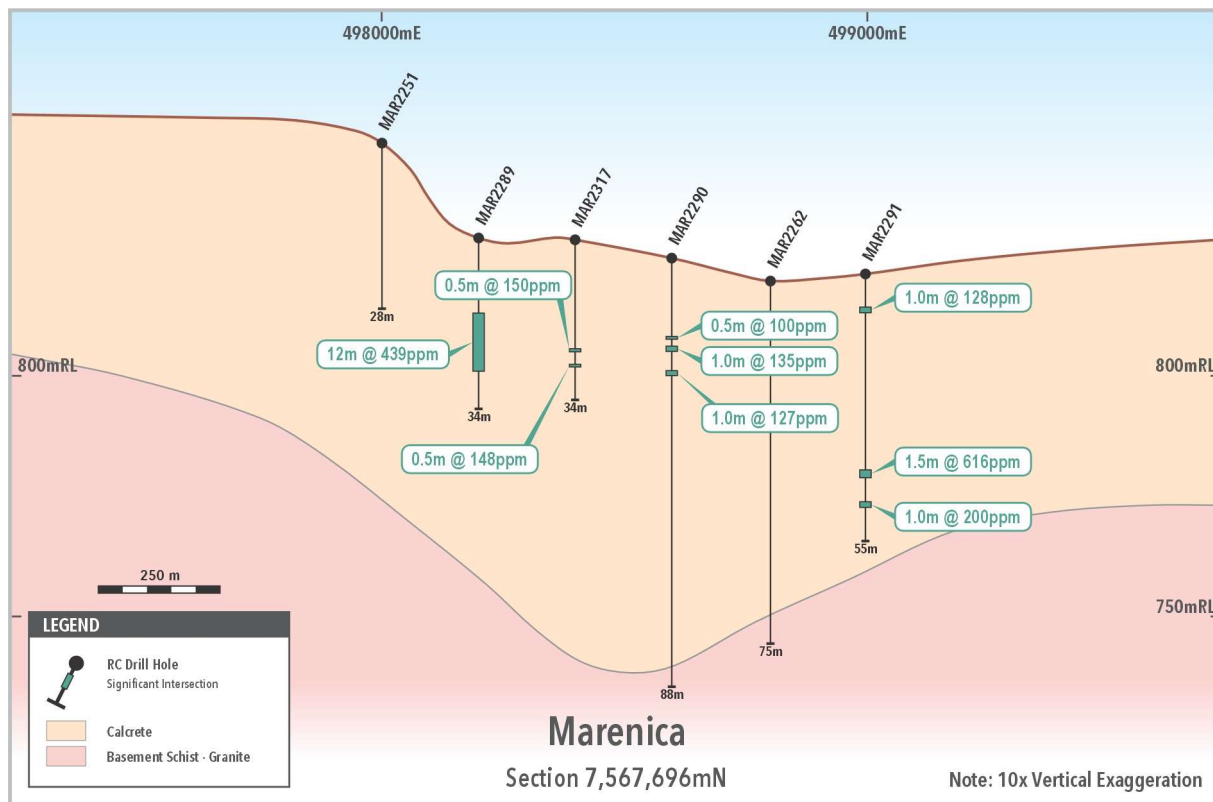 498000mE
499000mE
MAR2251
MAR2289
MAR2317
MAR2290
MAR2262
MAR2291
0.5m @ 150ppm
1.0m @ 128ppm
28m
0.5m @ 100ppm
12m @ 439ppm
1.0m @ 135ppm
800mRL
800mRL
34m
34m
1.0m @ 127ppm
0.5m @ 148ppm
1.5m @ 616ppm
1.0m @ 200ppm
55m
250 m
750mRL
LEGEND
RC Drill Hole
Significant Intersection
Calcrete
Basement Schist - Granite
75m
88m
Marenica
Section 7,567,696mN
Note: 10x Vertical Exaggeration